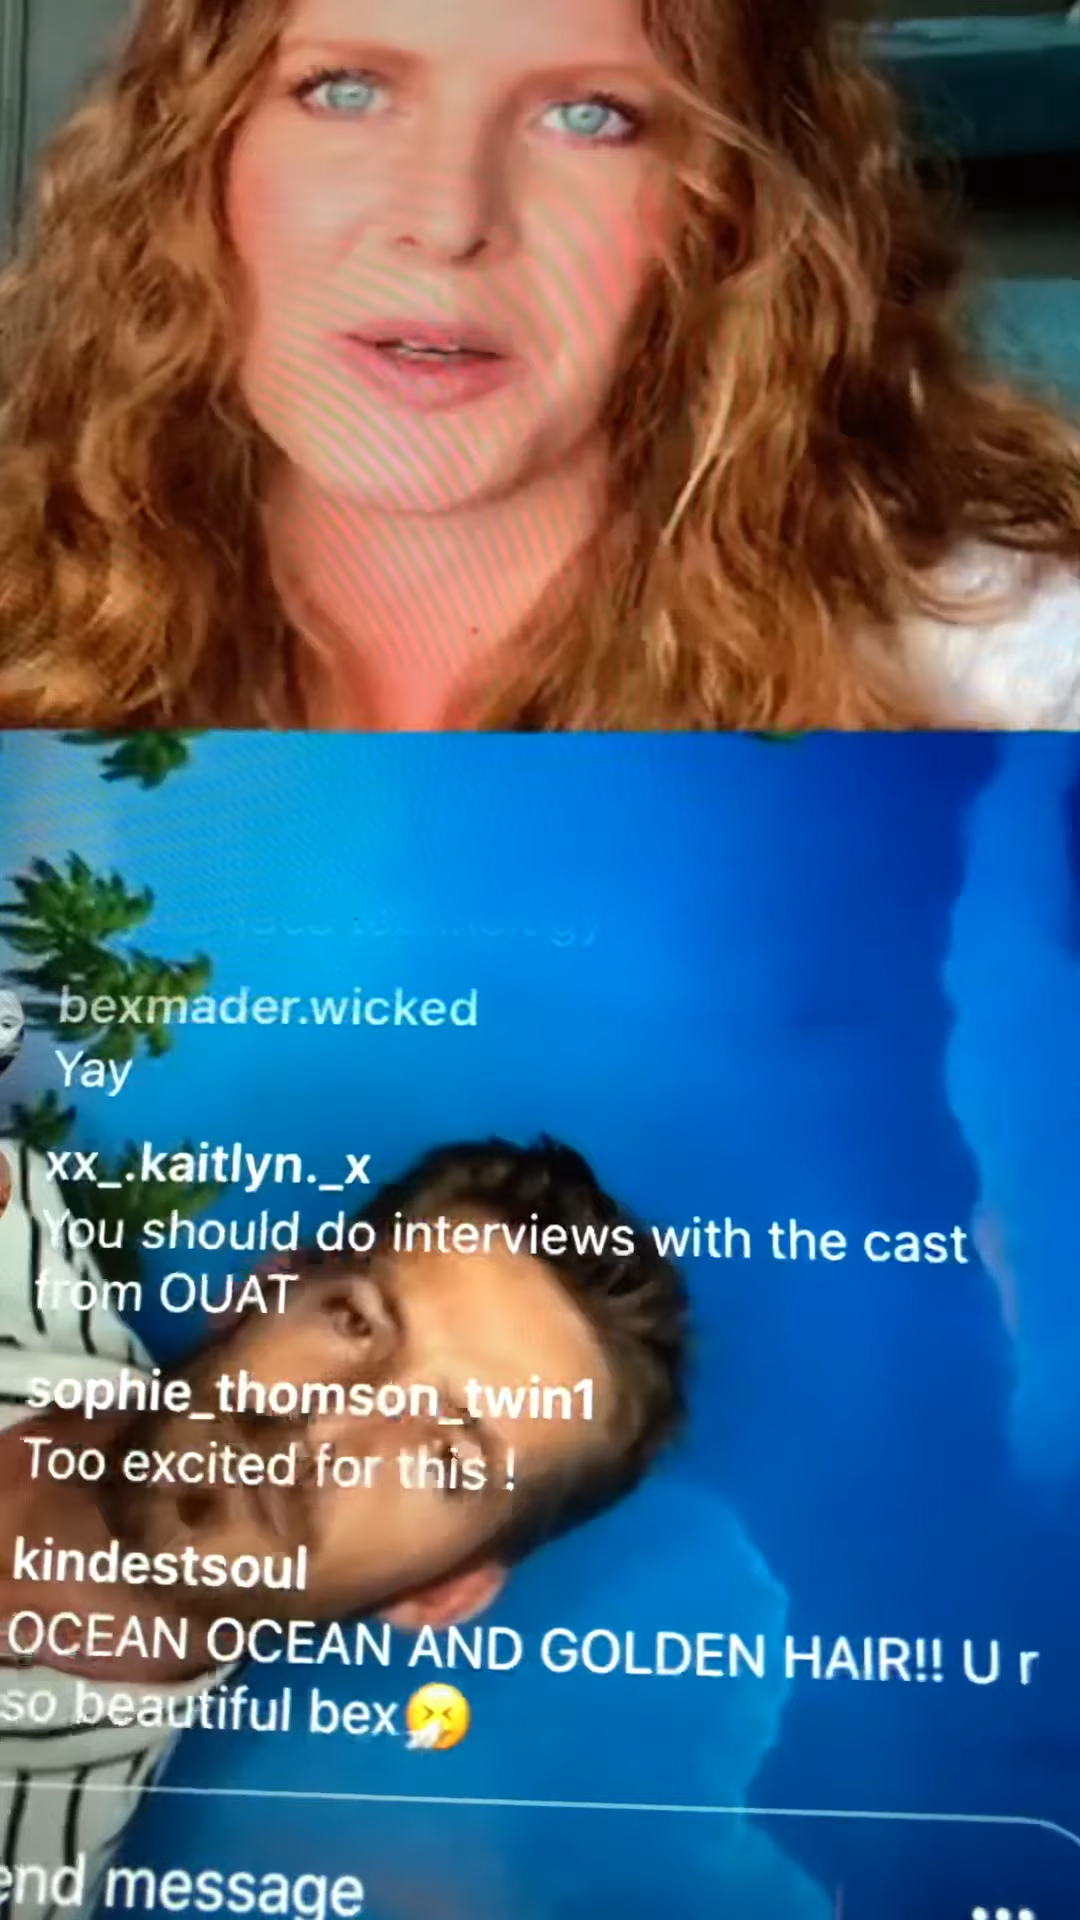 bexmader.wicked
Yay
xx_.kaitlyn._x
You should do interviews with the cast
from OUAT
sophie_thomson_twin1
Too excited for this !
kindestsoul
OCEAN OCEAN AND GOLDEN HAIR!! U r
so beautiful bex🤧
end message